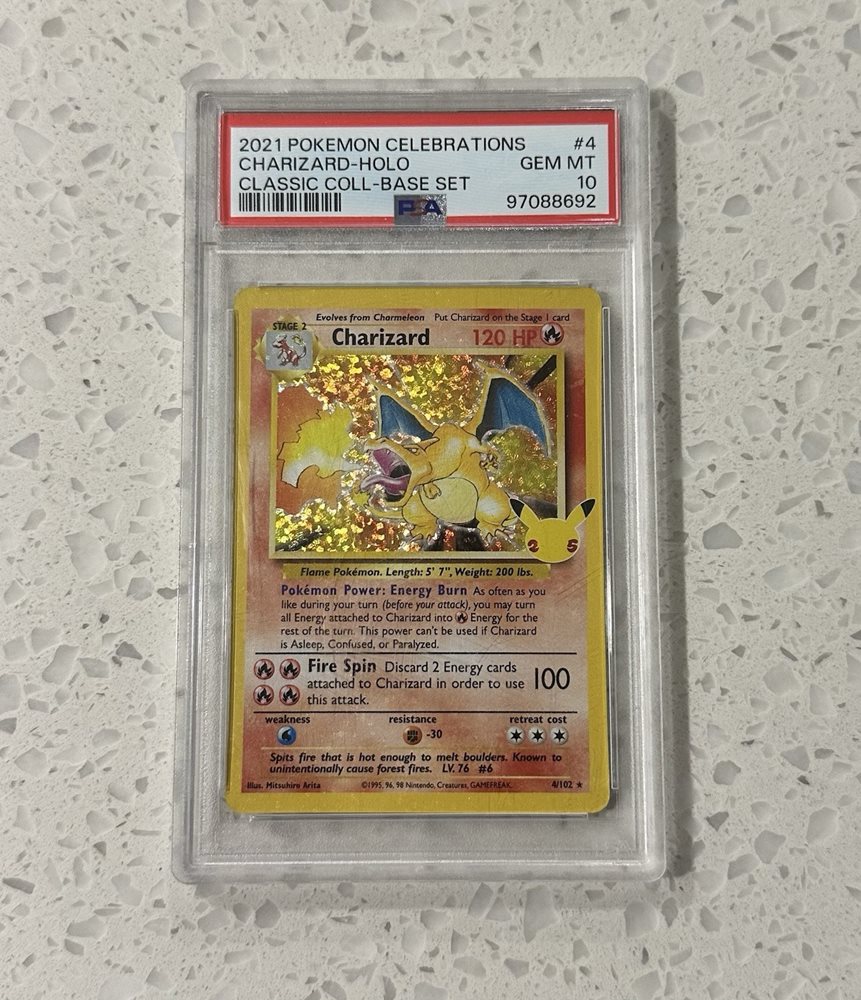 2021 POKEMON CELEBRATIONS #4
CHARIZARD-HOLO GEM MT
CLASSIC COLL-BASE SET 10
PSA 97088692
Evolves from Charmeleon Put Charizard on the Stage 1 card
STAGE 2
Charizard 120 HP
25
Flame Pokémon. Length: 5' 7", Weight: 200 lbs.
Pokémon Power: Energy Burn As often as you
like during your turn (before your attack), you may turn
all Energy attached to Charizard into Energy for the
rest of the turn. This power can't be used if Charizard
is Asleep, Confused, or Paralyzed.
Fire Spin Discard 2 Energy cards
attached to Charizard in order to use 100
this attack.
weakness resistance retreat cost
-30
Spits fire that is hot enough to melt boulders. Known to
unintentionally cause forest fires. LV. 76 #6
Illus. Mitsuhiro Arita ©1995, 96, 98 Nintendo, Creatures, GAMEFREAK. 4/102 ★